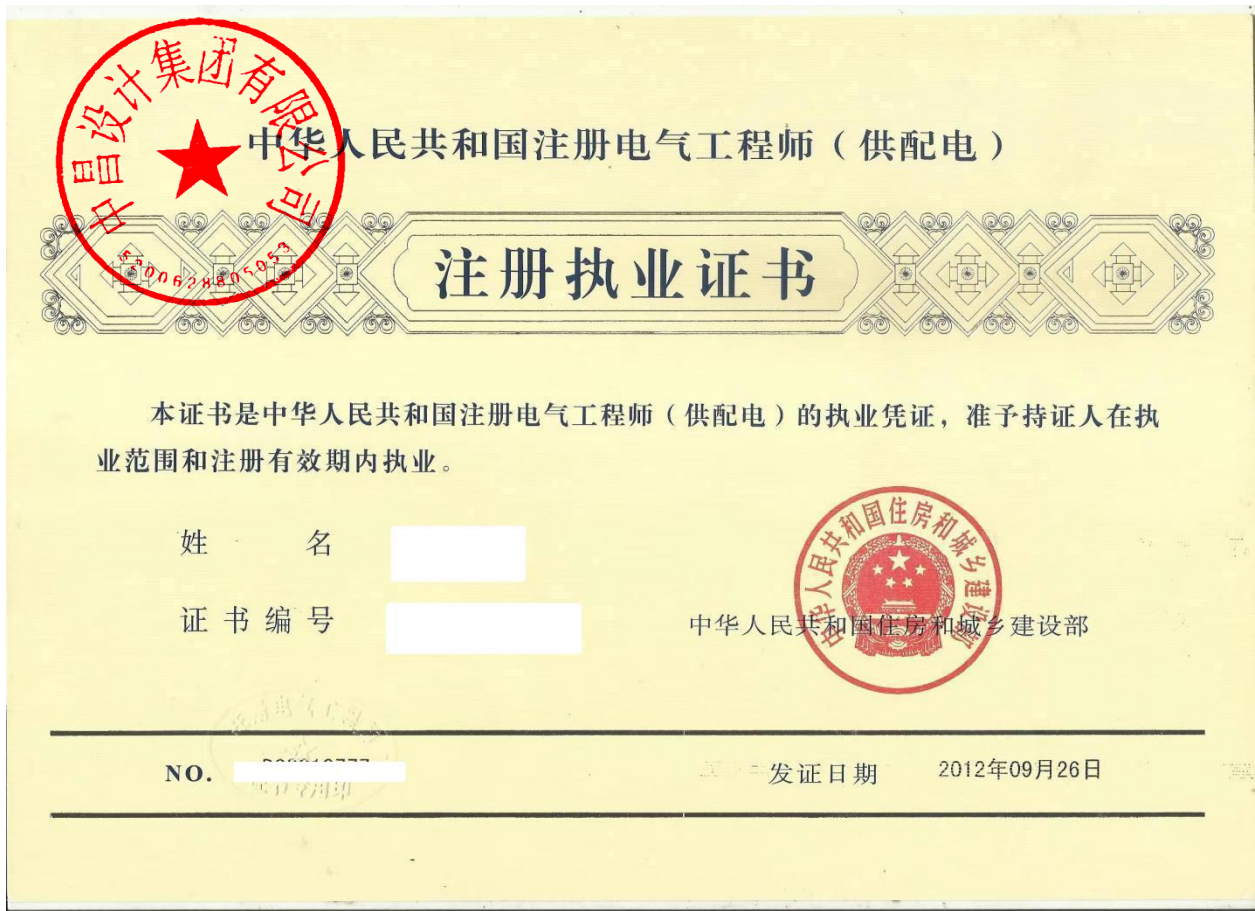 中昌设计集团有限公司
5200628805053
中华人民共和国注册电气工程师（供配电）
注册执业证书
本证书是中华人民共和国注册电气工程师（供配电）的执业凭证，准予持证人在执
业范围和注册有效期内执业。
姓 名
证书编号
中华人民共和国住房和城乡建设部
中华人民共和国住房和城乡建设部
NO.
发证日期 2012年09月26日